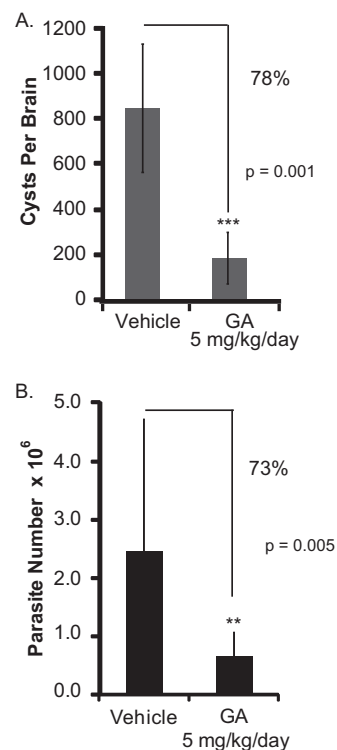 A.
1200
1000
800
600
400
200
0
Cysts Per Brain
78%
p = 0.001
***
Vehicle
GA
5 mg/kg/day
B.
5.0
4.0
3.0
2.0
1.0
0.0
Parasite Number x 10⁶
73%
p = 0.005
**
Vehicle
GA
5 mg/kg/day